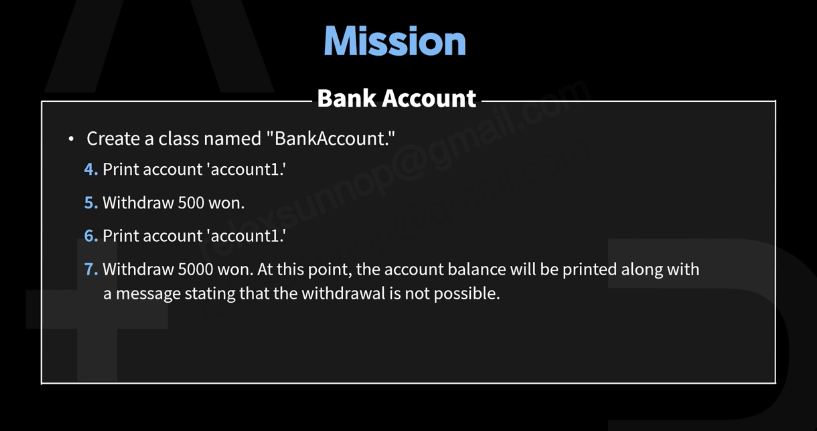 Mission
Bank Account
• Create a class named "BankAccount."
4. Print account 'account1.'
5. Withdraw 500 won.
6. Print account 'account1.'
7. Withdraw 5000 won. At this point, the account balance will be printed along with
a message stating that the withdrawal is not possible.